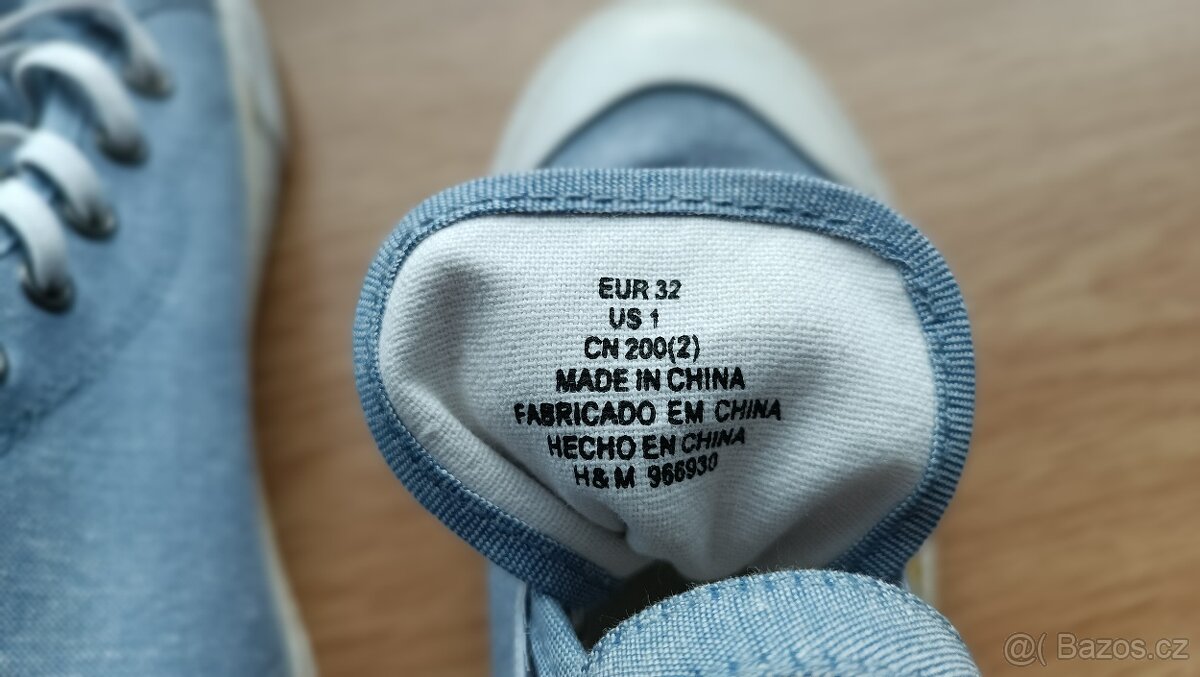 EUR 32
US 1
CN 200(2)
MADE IN CHINA
FABRICADO EM CHINA
HECHO EN CHINA
H&M 966930
@( Bazos.cz